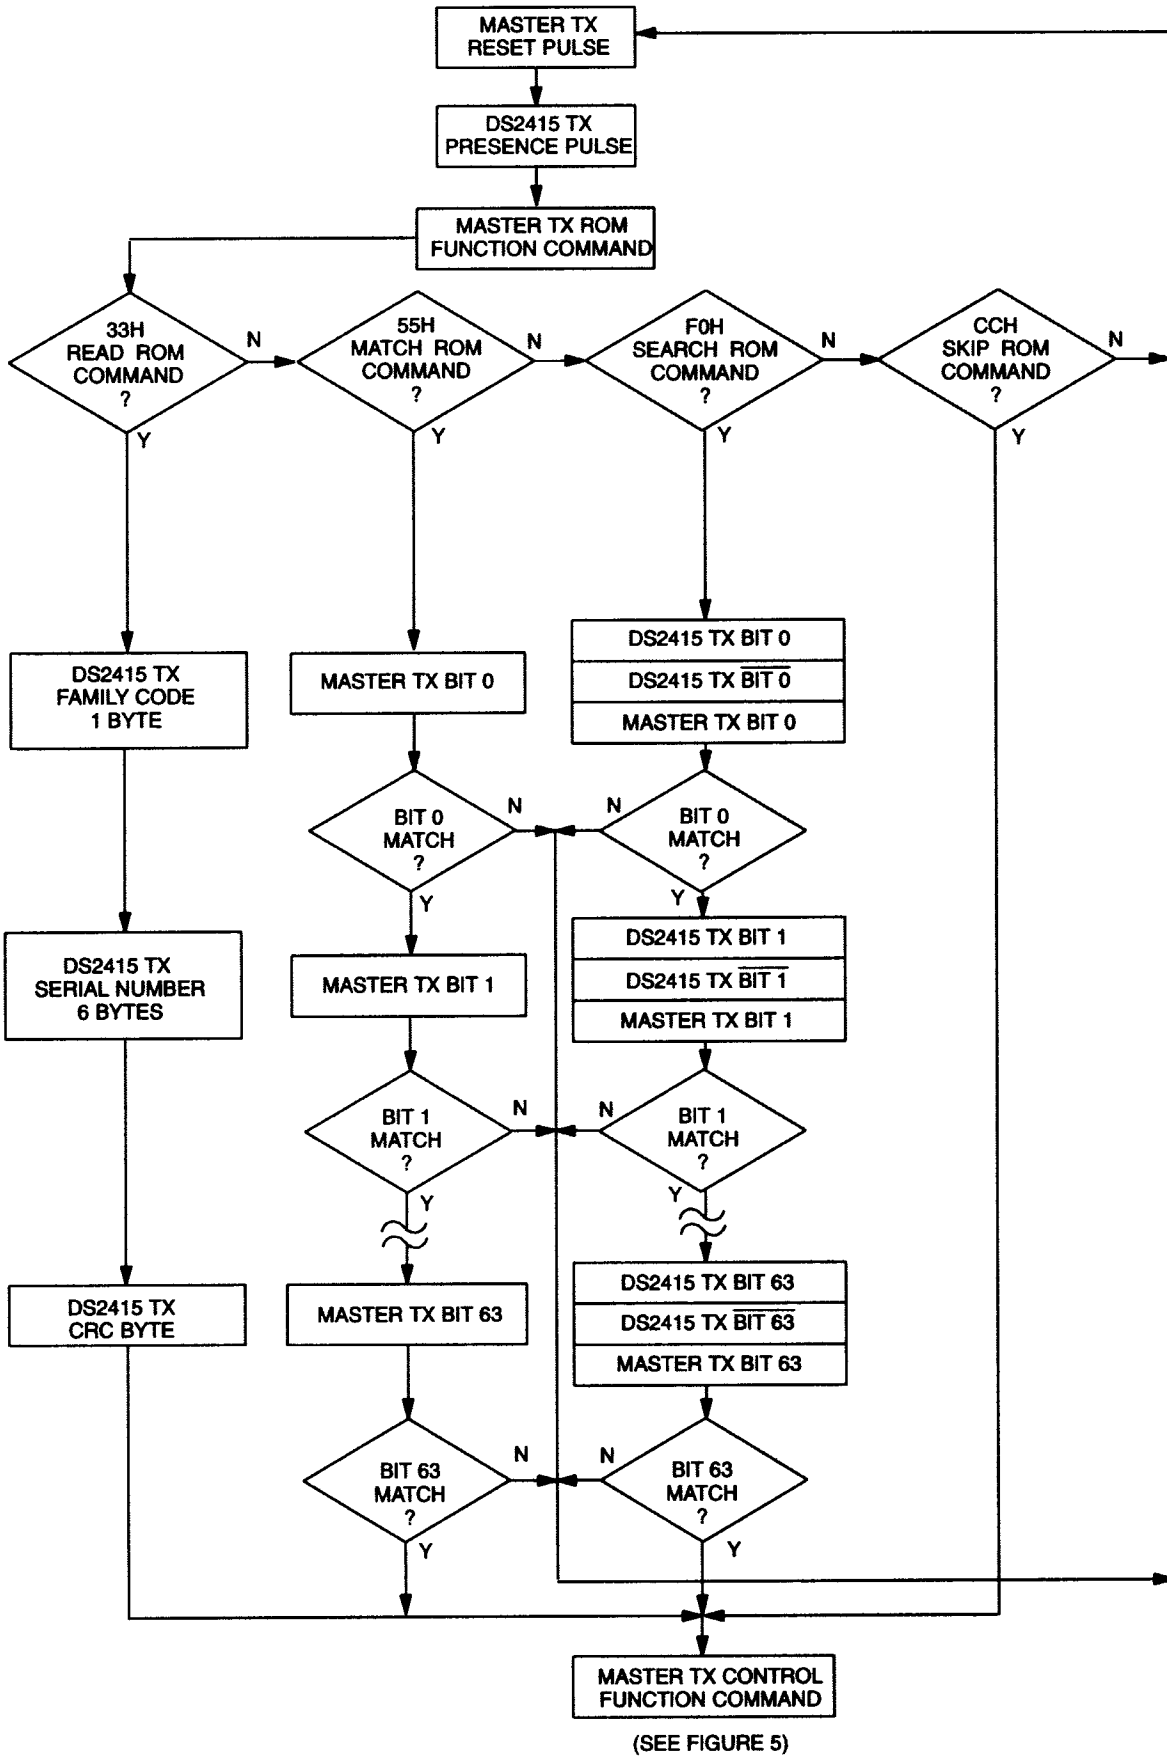 MASTER TX
RESET PULSE
DS2415 TX
PRESENCE PULSE
MASTER TX ROM
FUNCTION COMMAND
33H
READ ROM
COMMAND
?
N
Y
55H
MATCH ROM
COMMAND
?
N
Y
F0H
SEARCH ROM
COMMAND
?
N
Y
CCH
SKIP ROM
COMMAND
?
N
Y
DS2415 TX
FAMILY CODE
1 BYTE
DS2415 TX
SERIAL NUMBER
6 BYTES
DS2415 TX
CRC BYTE
MASTER TX BIT 0
BIT 0
MATCH
?
N
Y
MASTER TX BIT 1
BIT 1
MATCH
?
N
Y
MASTER TX BIT 63
BIT 63
MATCH
?
N
Y
DS2415 TX BIT 0
DS2415 TX B̅I̅T̅ ̅0̅
MASTER TX BIT 0
BIT 0
MATCH
?
N
Y
DS2415 TX BIT 1
DS2415 TX B̅I̅T̅ ̅1̅
MASTER TX BIT 1
BIT 1
MATCH
?
N
Y
DS2415 TX BIT 63
DS2415 TX B̅I̅T̅ ̅6̅3̅
MASTER TX BIT 63
BIT 63
MATCH
?
N
Y
MASTER TX CONTROL
FUNCTION COMMAND
(SEE FIGURE 5)